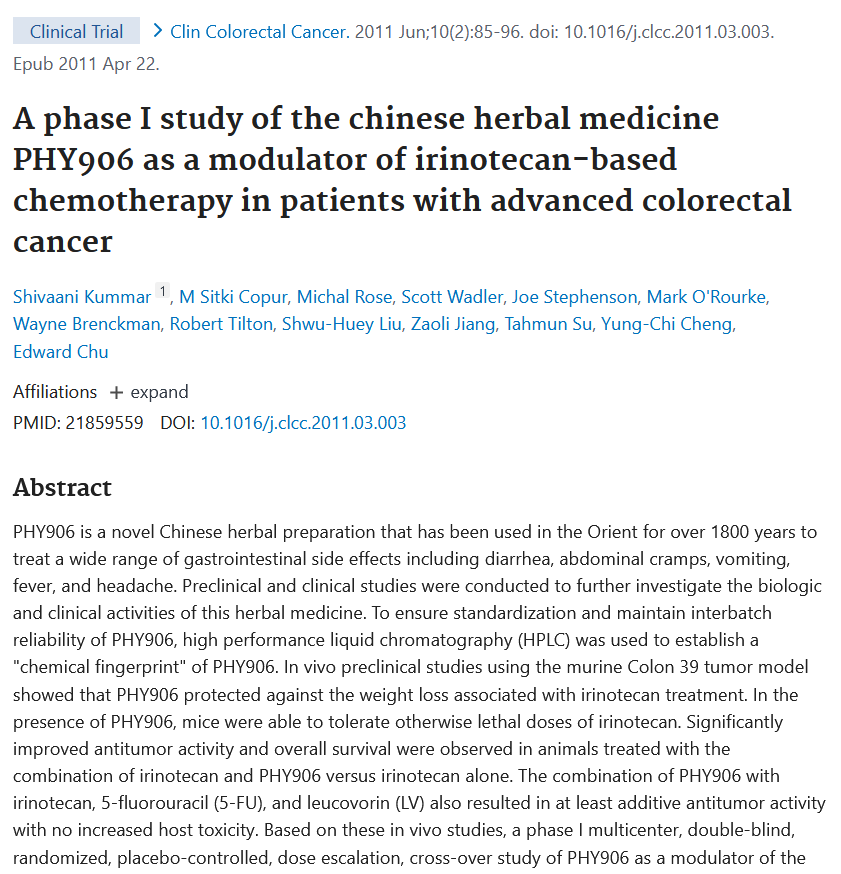 Clinical Trial > Clin Colorectal Cancer. 2011 Jun;10(2):85-96. doi: 10.1016/j.clcc.2011.03.003.
Epub 2011 Apr 22.
A phase I study of the chinese herbal medicine
PHY906 as a modulator of irinotecan-based
chemotherapy in patients with advanced colorectal
cancer
Shivaani Kummar 1, M Sitki Copur, Michal Rose, Scott Wadler, Joe Stephenson, Mark O'Rourke,
Wayne Brenckman, Robert Tilton, Shwu-Huey Liu, Zaoli Jiang, Tahmun Su, Yung-Chi Cheng,
Edward Chu
Affiliations + expand
PMID: 21859559 DOI: 10.1016/j.clcc.2011.03.003
Abstract
PHY906 is a novel Chinese herbal preparation that has been used in the Orient for over 1800 years to
treat a wide range of gastrointestinal side effects including diarrhea, abdominal cramps, vomiting,
fever, and headache. Preclinical and clinical studies were conducted to further investigate the biologic
and clinical activities of this herbal medicine. To ensure standardization and maintain interbatch
reliability of PHY906, high performance liquid chromatography (HPLC) was used to establish a
"chemical fingerprint" of PHY906. In vivo preclinical studies using the murine Colon 39 tumor model
showed that PHY906 protected against the weight loss associated with irinotecan treatment. In the
presence of PHY906, mice were able to tolerate otherwise lethal doses of irinotecan. Significantly
improved antitumor activity and overall survival were observed in animals treated with the
combination of irinotecan and PHY906 versus irinotecan alone. The combination of PHY906 with
irinotecan, 5-fluorouracil (5-FU), and leucovorin (LV) also resulted in at least additive antitumor activity
with no increased host toxicity. Based on these in vivo studies, a phase I multicenter, double-blind,
randomized, placebo-controlled, dose escalation, cross-over study of PHY906 as a modulator of the